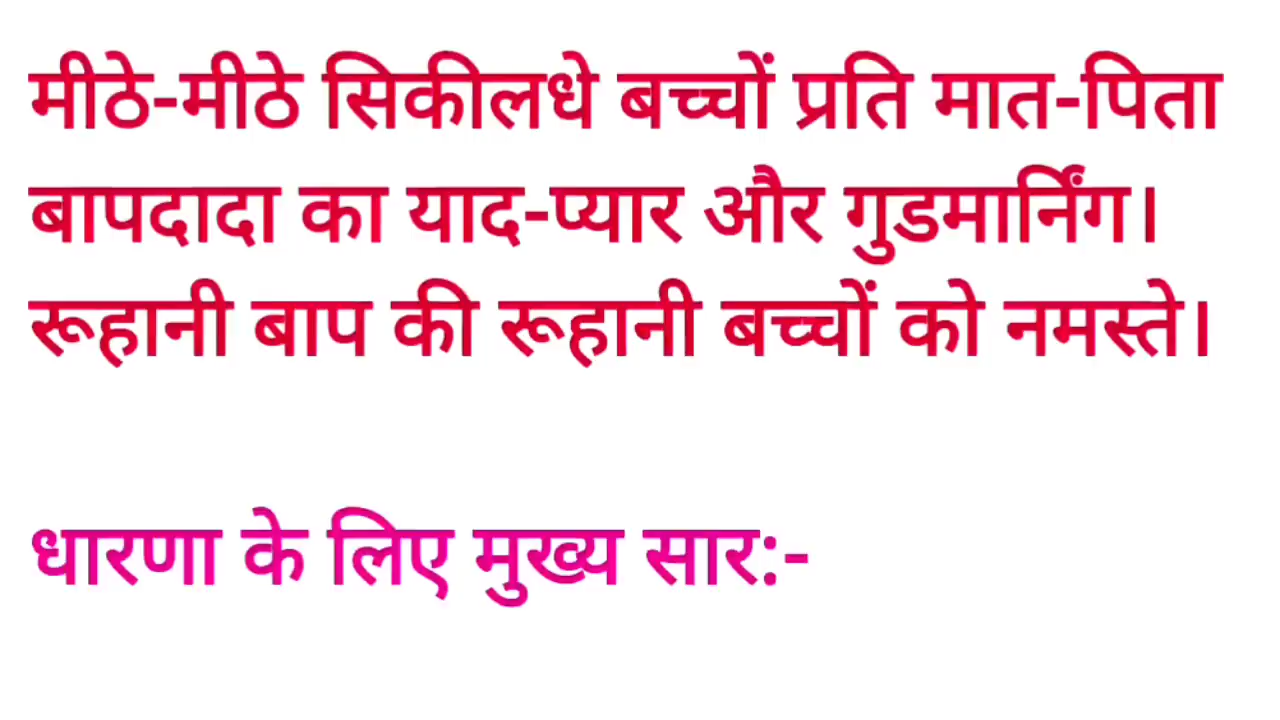 मीठे-मीठे सिकीलधे बच्चों प्रति मात-पिता
बापदादा का याद-प्यार और गुडमार्निंग।
रूहानी बाप की रूहानी बच्चों को नमस्ते।
धारणा के लिए मुख्य सार:-